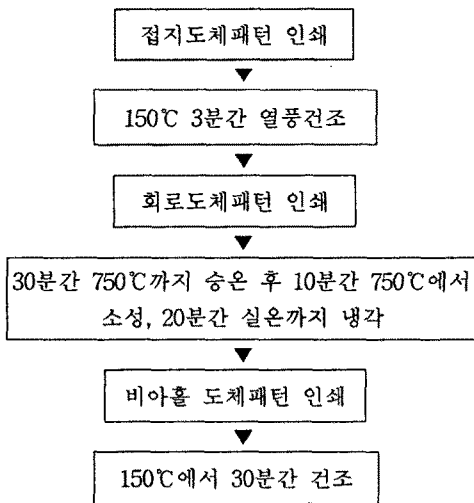 접지도체패턴 인쇄
▼
150℃ 3분간 열풍건조
▼
회로도체패턴 인쇄
▼
30분간 750℃까지 승온 후 10분간 750℃에서
소성, 20분간 실온까지 냉각
▼
비아홀 도체패턴 인쇄
▼
150℃에서 30분간 건조